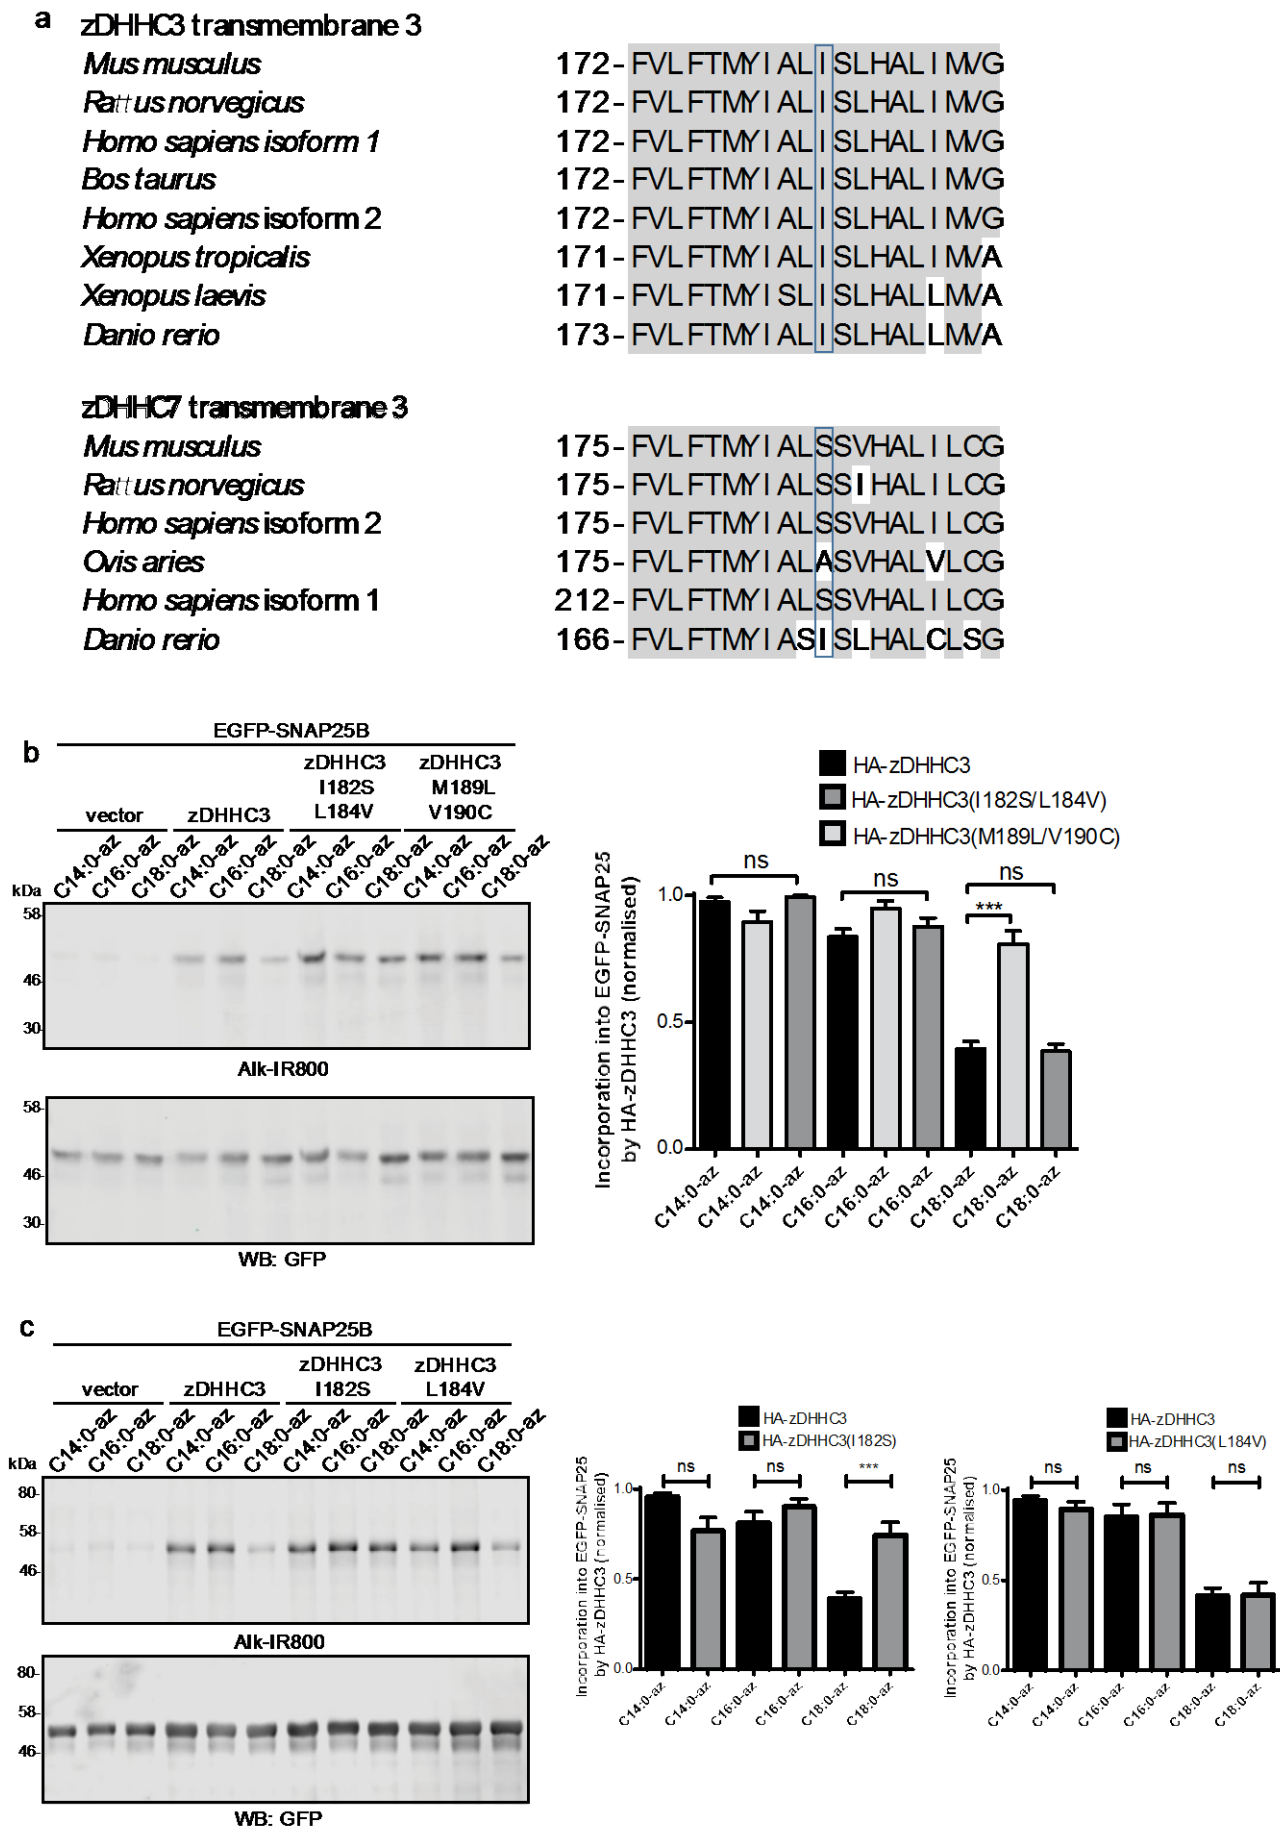 a
zDHHC3 transmembrane 3
Mus musculus 172- FVLFTMYIALISLHALIMVG
Rattus norvegicus 172- FVLFTMYIALISLHALIMVG
Homo sapiens isoform 1 172- FVLFTMYIALISLHALIMVG
Bos taurus 172- FVLFTMYIALISLHALIMVG
Homo sapiens isoform 2 172- FVLFTMYIALISLHALIMVG
Xenopus tropicalis 171- FVLFTMYIALISLHALIMVA
Xenopus laevis 171- FVLFTMYISLISLHALLMVA
Danio rerio 173- FVLFTMYIALISLHALLMVA
zDHHC7 transmembrane 3
Mus musculus 175- FVLFTMYIALSSVHALILCG
Rattus norvegicus 175- FVLFTMYIALSSIHALILCG
Homo sapiens isoform 2 175- FVLFTMYIALSSVHALILCG
Ovis aries 175- FVLFTMYIALASVHALVLCG
Homo sapiens isoform 1 212- FVLFTMYIALSSVHALILCG
Danio rerio 166- FVLFTMYIASISLHALCLSG
b
EGFP-SNAP25B
vector
zDHHC3
zDHHC3
I182S
L184V
zDHHC3
M189L
V190C
C14:0-az C16:0-az C18:0-az C14:0-az C16:0-az C18:0-az C14:0-az C16:0-az C18:0-az C14:0-az C16:0-az C18:0-az
kDa
58
46
30
Alk-IR800
58
46
30
WB: GFP
HA-zDHHC3
HA-zDHHC3(I182S/L184V)
HA-zDHHC3(M189L/V190C)
Incorporation into EGFP-SNAP25
by HA-zDHHC3 (normalised)
1.0
0.5
0.0
ns
ns
ns
***
C14:0-az C14:0-az C14:0-az C16:0-az C16:0-az C16:0-az C18:0-az C18:0-az C18:0-az
c
EGFP-SNAP25B
vector
zDHHC3
zDHHC3
I182S
zDHHC3
L184V
C14:0-az C16:0-az C18:0-az C14:0-az C16:0-az C18:0-az C14:0-az C16:0-az C18:0-az C14:0-az C16:0-az C18:0-az
kDa
80
58
46
Alk-IR800
80
58
46
WB: GFP
HA-zDHHC3
HA-zDHHC3(I182S)
Incorporation into EGFP-SNAP25
by HA-zDHHC3 (normalised)
1.0
0.5
0.0
ns
ns
***
C14:0-az C14:0-az C16:0-az C16:0-az C18:0-az C18:0-az
HA-zDHHC3
HA-zDHHC3(L184V)
Incorporation into EGFP-SNAP25
by HA-zDHHC3 (normalised)
1.0
0.5
0.0
ns
ns
ns
C14:0-az C14:0-az C16:0-az C16:0-az C18:0-az C18:0-az